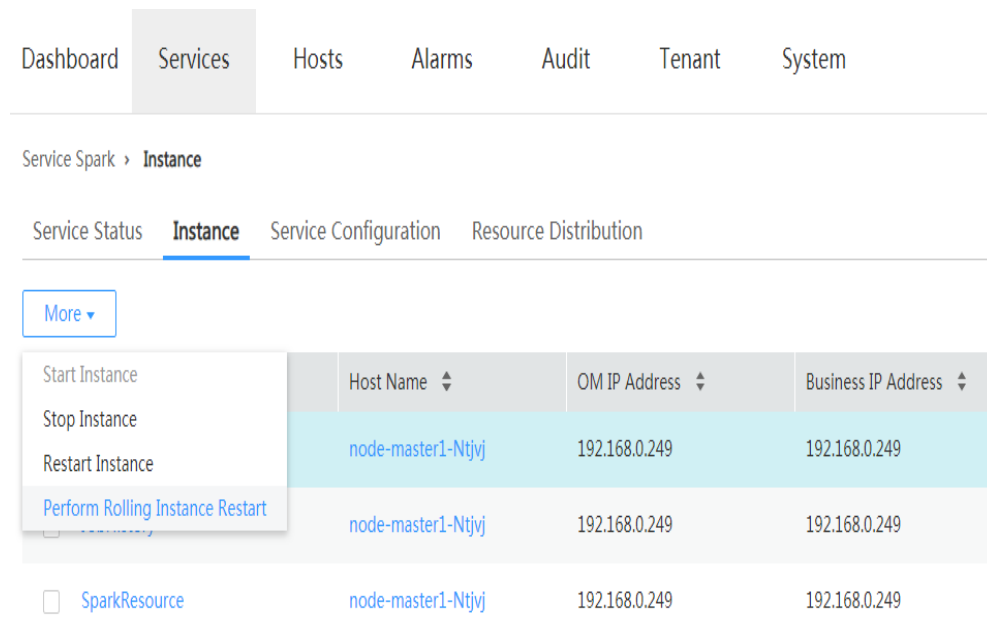 Dashboard Services Hosts Alarms Audit Tenant System
Service Spark › Instance
Service Status Instance Service Configuration Resource Distribution
More
Start Instance
Host Name OM IP Address Business IP Address
Stop Instance
node-master1-Ntjvj 192.168.0.249 192.168.0.249
Restart Instance
Perform Rolling Instance Restart
node-master1-Ntjvj 192.168.0.249 192.168.0.249
SparkResource node-master1-Ntjvj 192.168.0.249 192.168.0.249